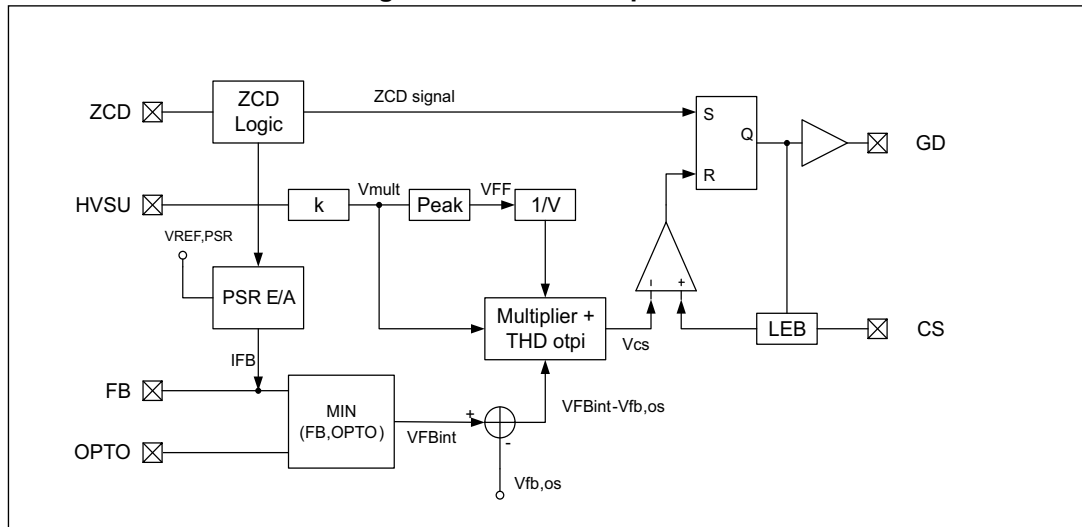 ZCD
ZCD
Logic
ZCD signal
S
Q
R
GD
HVSU
k
Vmult
Peak
VFF
1/V
VREF,PSR
PSR E/A
Multiplier +
THD otpi
Vcs
-
+
LEB
CS
IFB
FB
OPTO
MIN
(FB,OPTO)
VFBint
+
-
VFBint-Vfb,os
Vfb,os